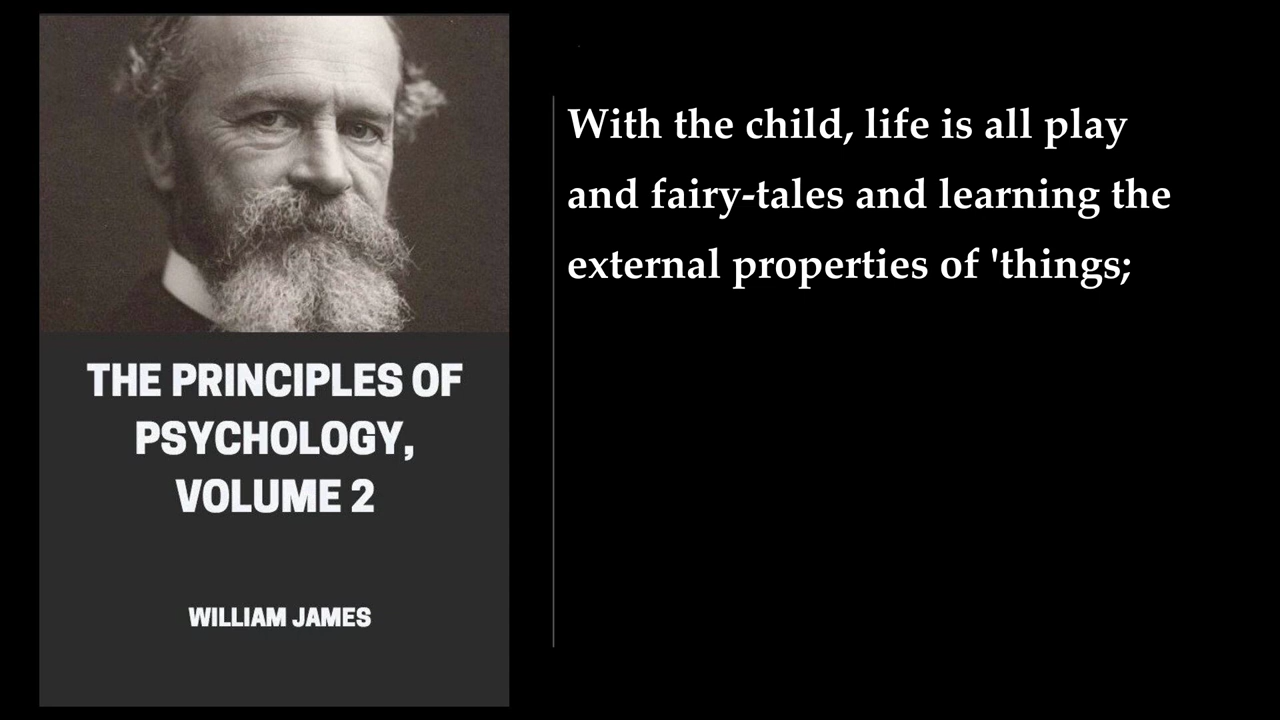 THE PRINCIPLES OF
PSYCHOLOGY,
VOLUME 2
WILLIAM JAMES
With the child, life is all play
and fairy-tales and learning the
external properties of 'things;